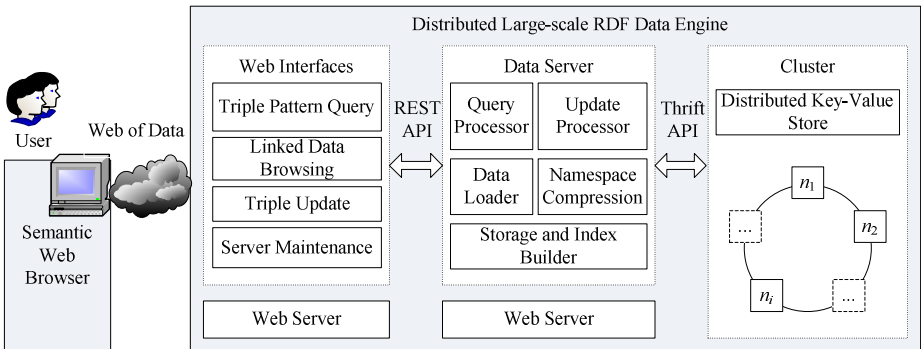 Distributed Large-scale RDF Data Engine
User
Semantic
Web
Browser
Web of Data
Web Interfaces
Triple Pattern Query
Linked Data
Browsing
Triple Update
Server Maintenance
Web Server
REST
API
Data Server
Query
Processor
Update
Processor
Data
Loader
Namespace
Compression
Storage and Index
Builder
Web Server
Thrift
API
Cluster
Distributed Key-Value
Store
n1
n2
...
ni
...